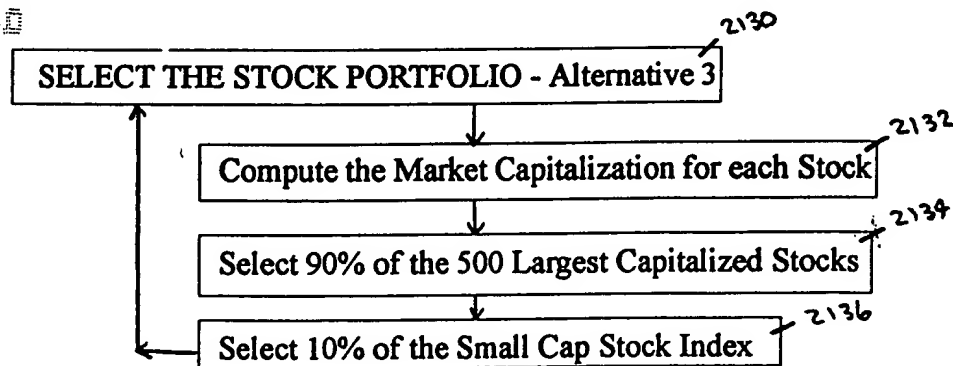 2130
SELECT THE STOCK PORTFOLIO - Alternative 3
2132
Compute the Market Capitalization for each Stock
2134
Select 90% of the 500 Largest Capitalized Stocks
2136
Select 10% of the Small Cap Stock Index